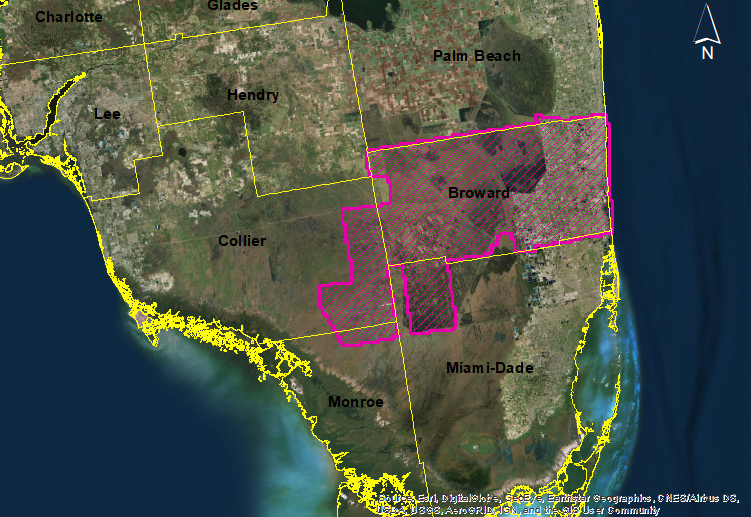 Glades
Charlotte
Palm Beach
N
Hendry
Lee
Broward
Collier
Miami-Dade
Monroe
Source: Esri, DigitalGlobe, GeoEye, Earthstar Geographics, CNES/Airbus DS,
USDA, USGS, AeroGRID, IGN, and the GIS User Community